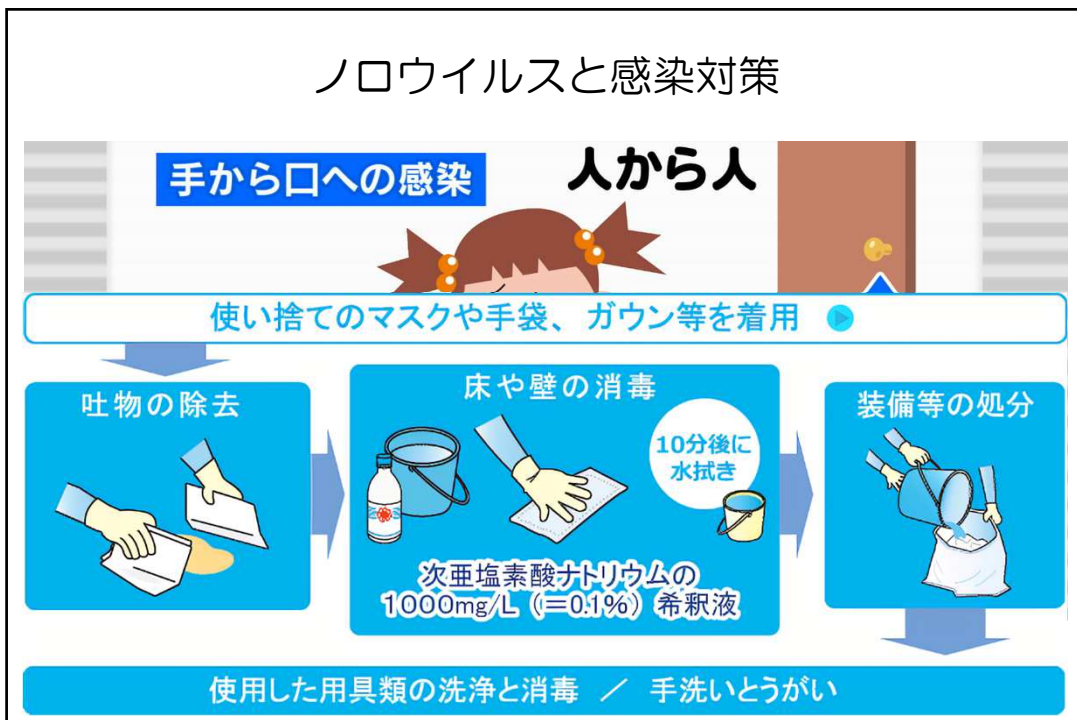 ノロウイルスと感染対策
手から口への感染
人から人
使い捨てのマスクや手袋、ガウン等を着用
吐物の除去
床や壁の消毒
10分後に
水拭き
次亜塩素酸ナトリウムの
1000mg/L（＝0.1%）希釈液
装備等の処分
使用した用具類の洗浄と消毒 ／ 手洗いとうがい